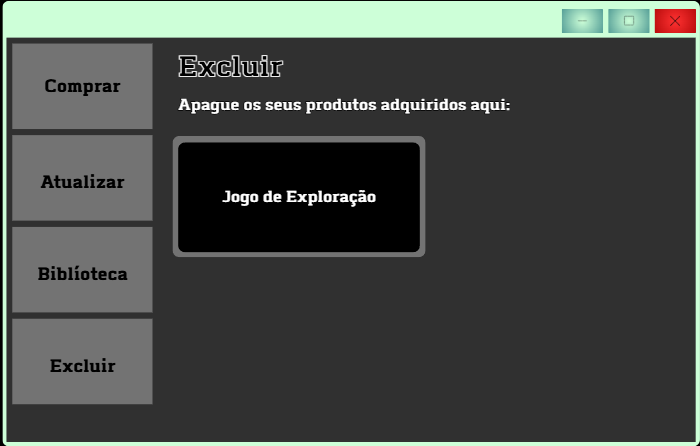 Excluir
Apague os seus produtos adquiridos aqui:
Comprar
Atualizar
Biblíoteca
Excluir
Jogo de Exploração